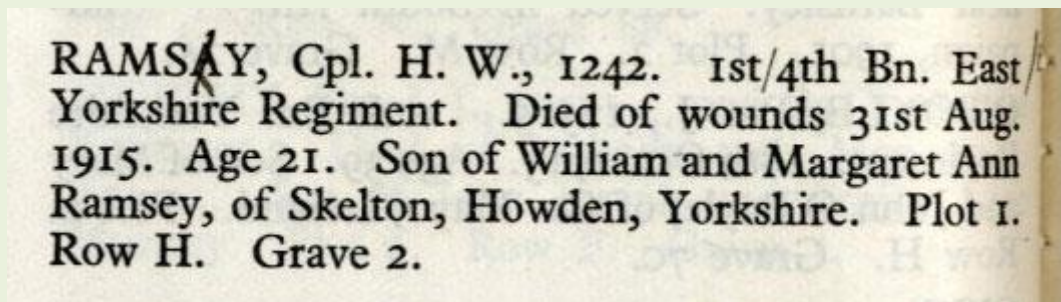 RAMSAY, Cpl. H. W., 1242. 1st/4th Bn. East
Yorkshire Regiment. Died of wounds 31st Aug.
1915. Age 21. Son of William and Margaret Ann
Ramsey, of Skelton, Howden, Yorkshire. Plot 1.
Row H. Grave 2.